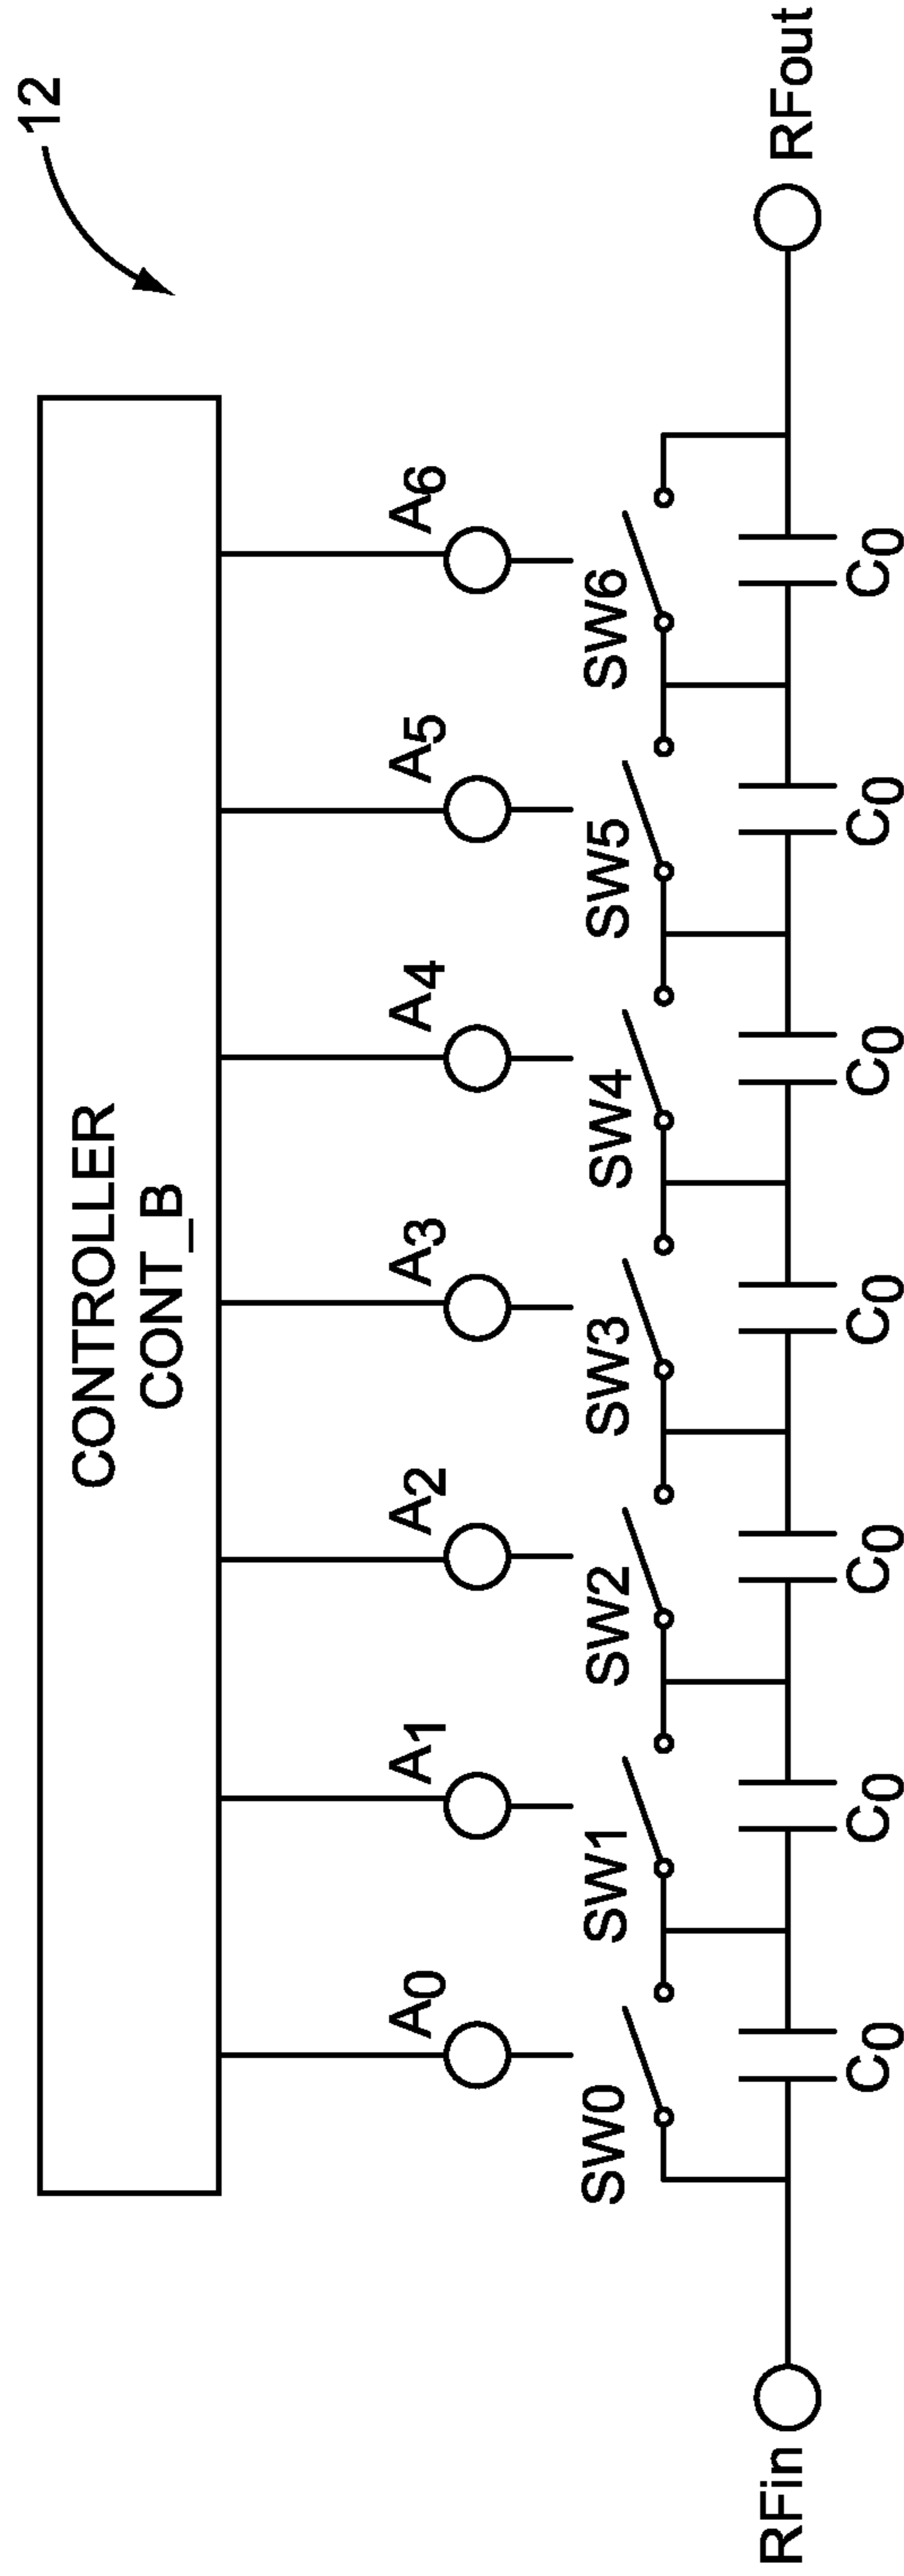 12
CONTROLLER
CONT_B
A0 A1 A2 A3 A4 A5 A6
SW0 SW1 SW2 SW3 SW4 SW5 SW6
RFin RFout
C0 C0 C0 C0 C0 C0 C0